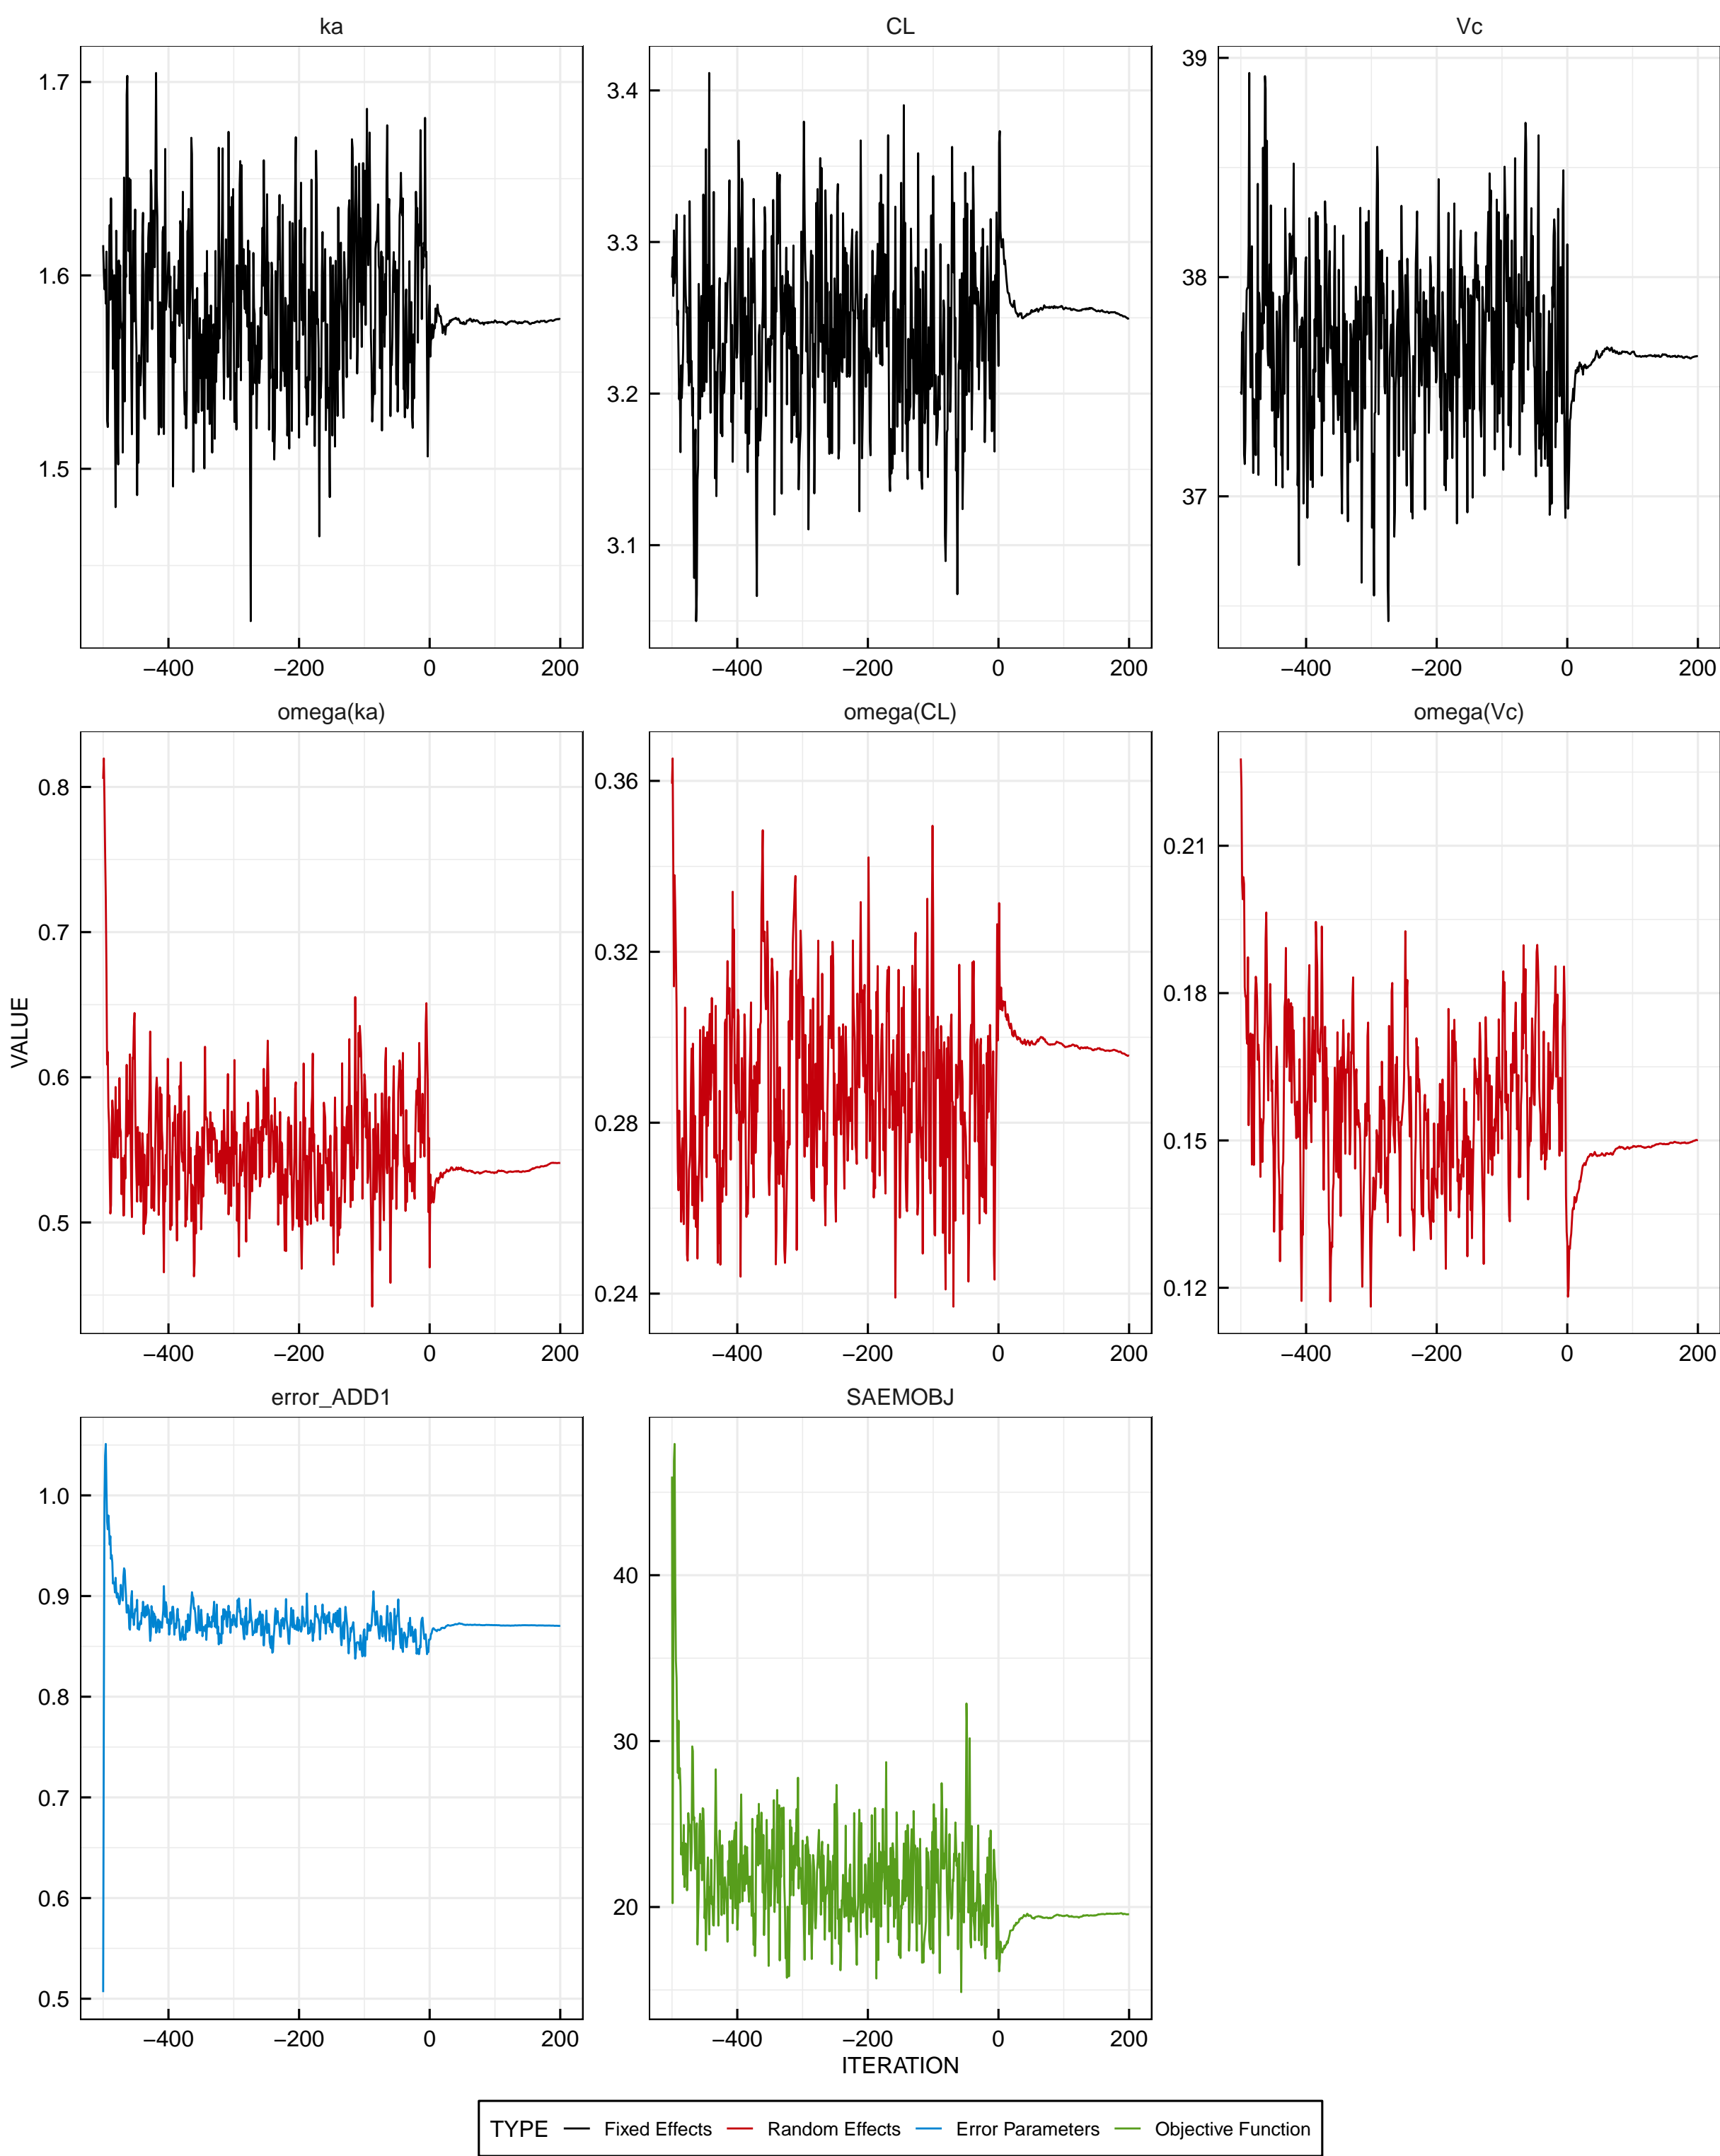 ka CL Vc
1.7 3.4 39
1.6 3.3 38
1.5 3.2 37
3.1
−400 −200 0 200 −400 −200 0 200 −400 −200 0 200
omega(ka) omega(CL) omega(Vc)
0.8 0.36 0.21
0.7 0.32 0.18
0.6 0.28 0.15
0.5 0.24 0.12
VALUE
−400 −200 0 200 −400 −200 0 200 −400 −200 0 200
error_ADD1 SAEMOBJ
1.0 40
0.9 30
0.8 20
0.7
0.6
0.5
−400 −200 0 200 −400 −200 0 200
ITERATION
TYPE Fixed Effects Random Effects Error Parameters Objective Function